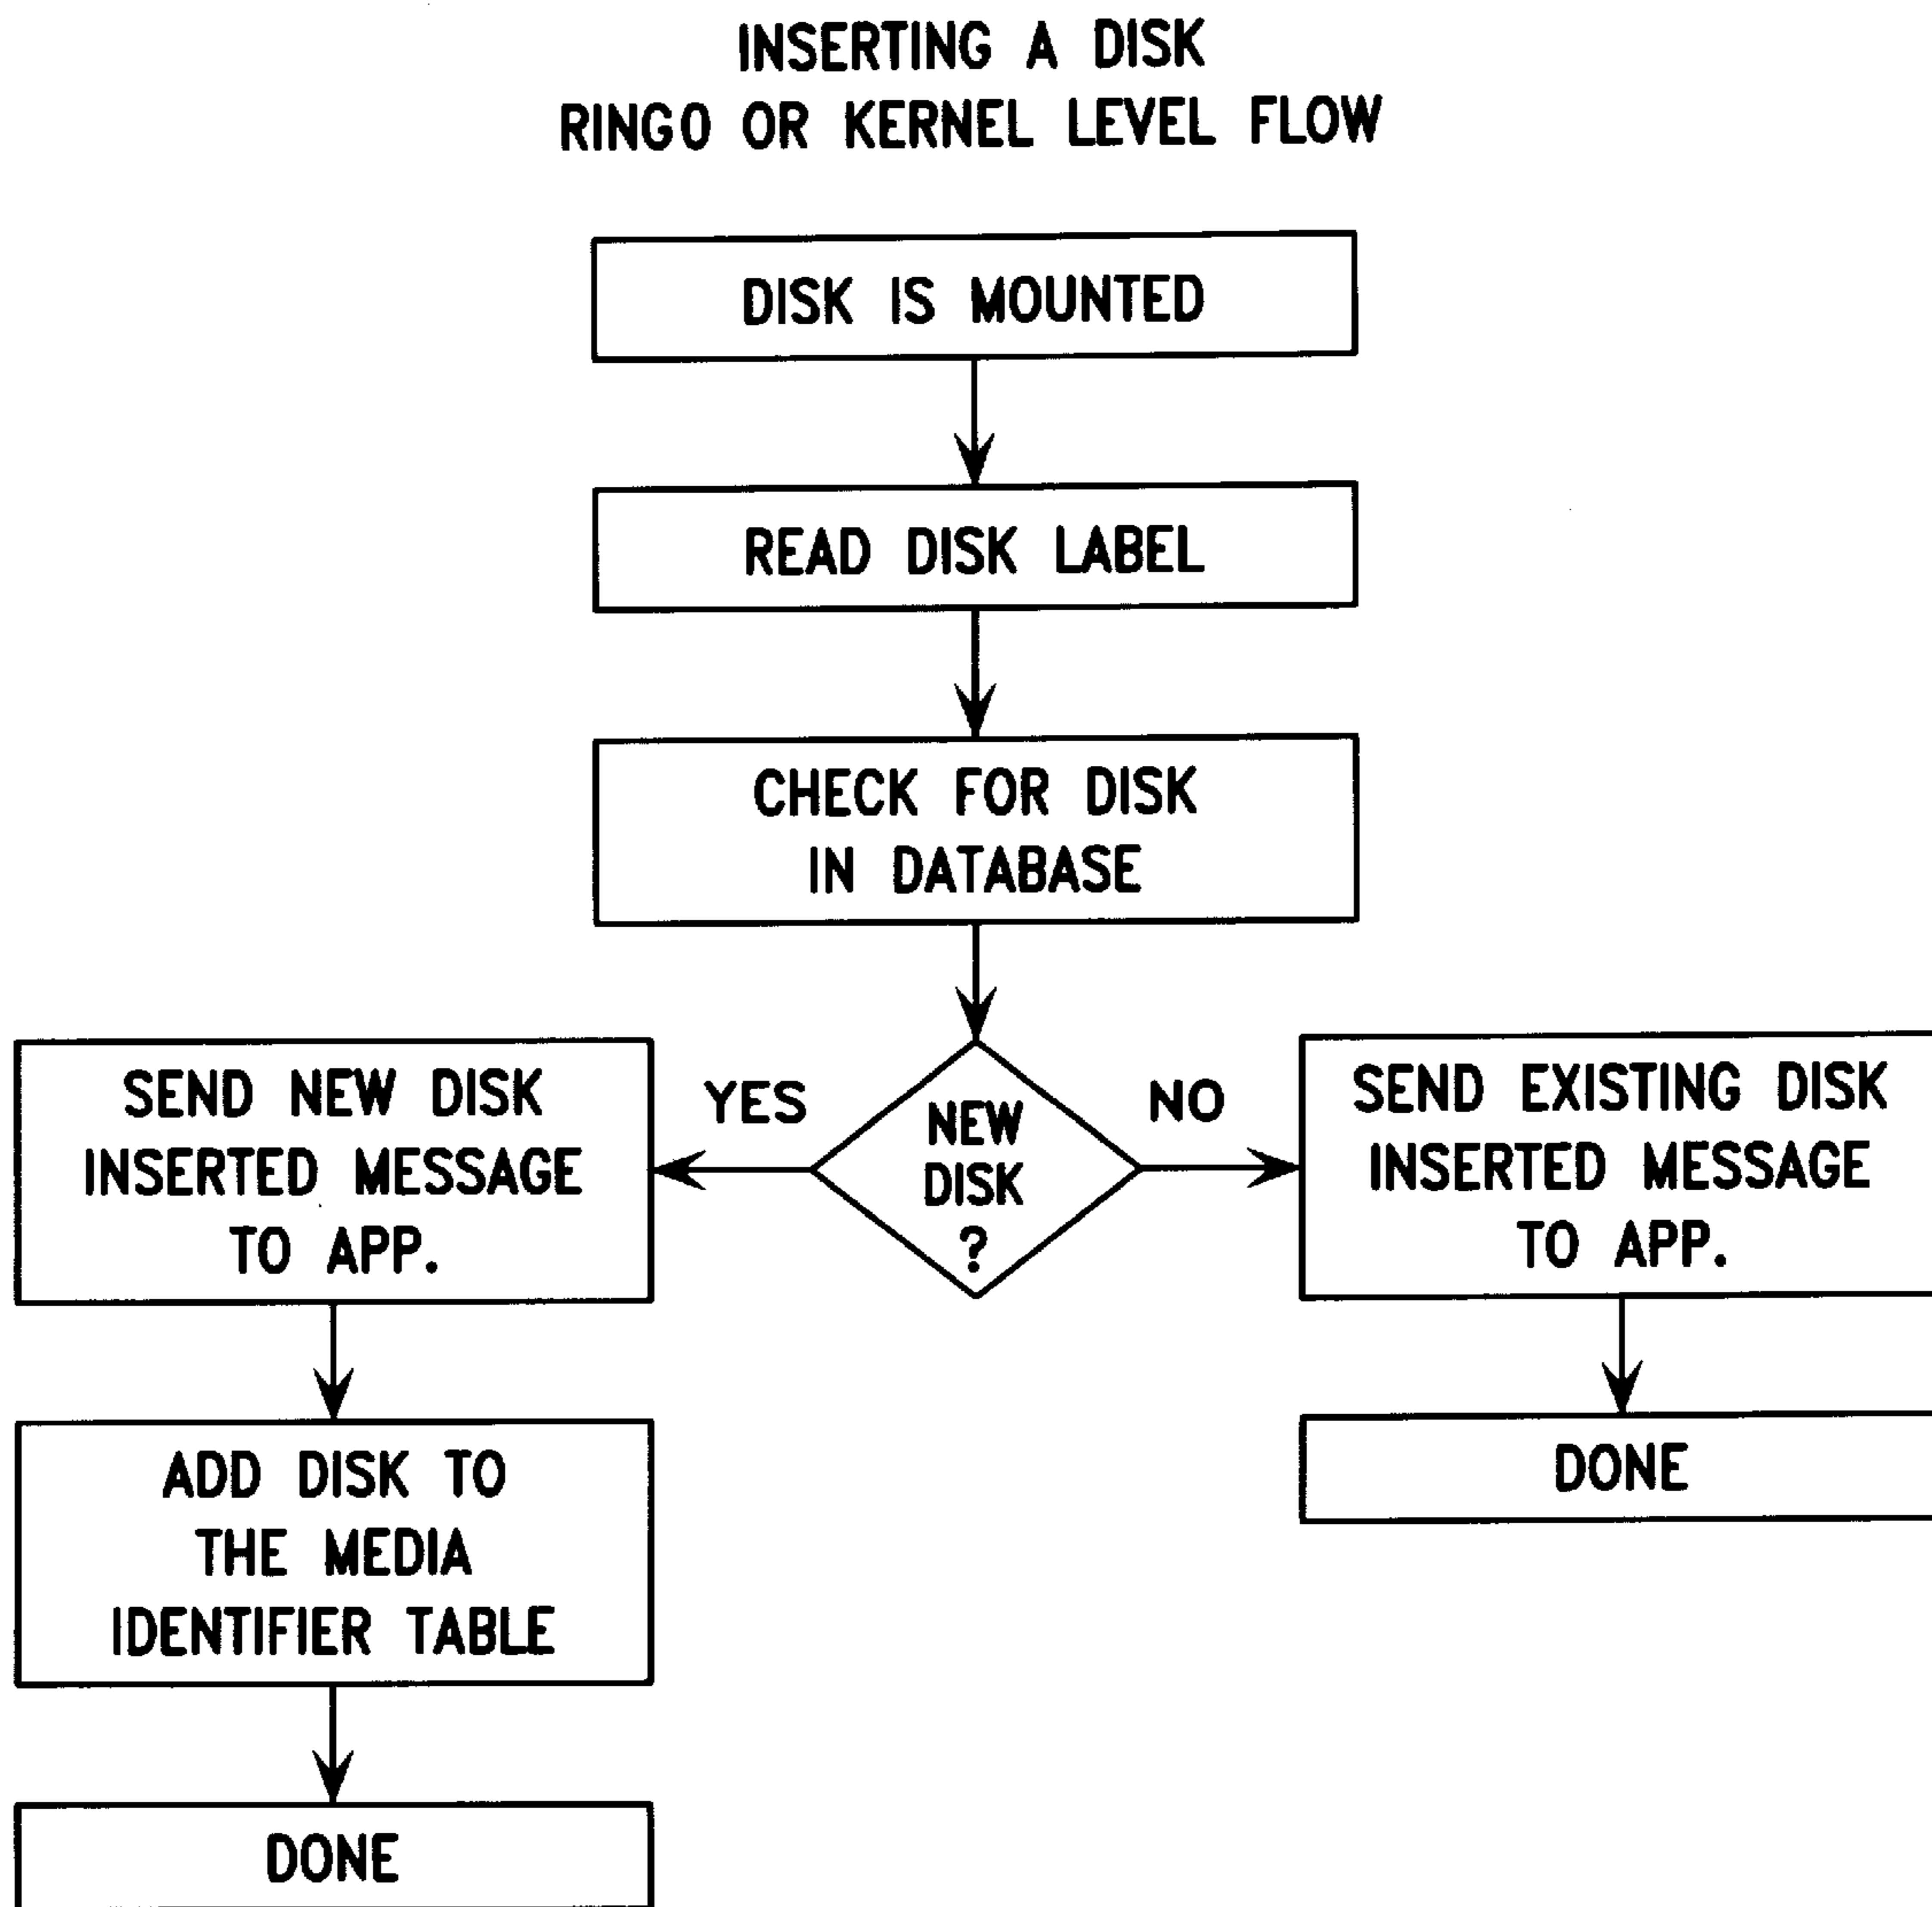 INSERTING A DISK
RINGO OR KERNEL LEVEL FLOW
DISK IS MOUNTED
READ DISK LABEL
CHECK FOR DISK
IN DATABASE
SEND NEW DISK
INSERTED MESSAGE
TO APP.
YES
NEW
DISK
?
NO
SEND EXISTING DISK
INSERTED MESSAGE
TO APP.
ADD DISK TO
THE MEDIA
IDENTIFIER TABLE
DONE
DONE